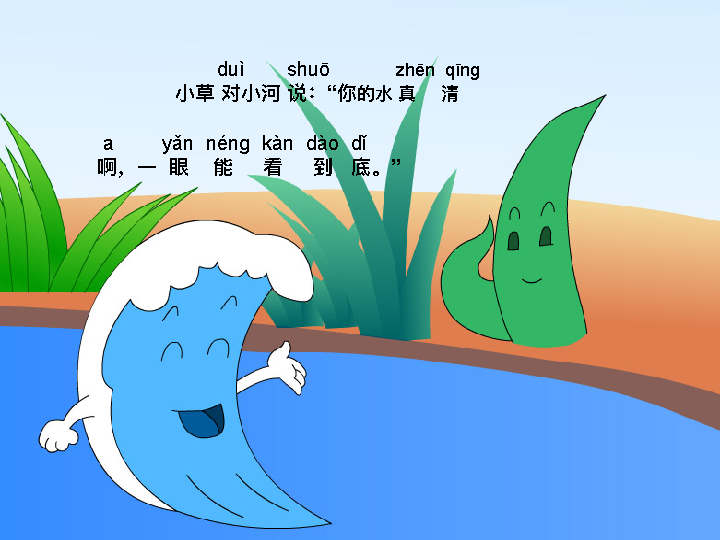 duì shuō zhēn qīng
小草 对小河 说：“你的水 真 清
a yǎn néng kàn dào dǐ
啊，一 眼 能 看 到 底。”